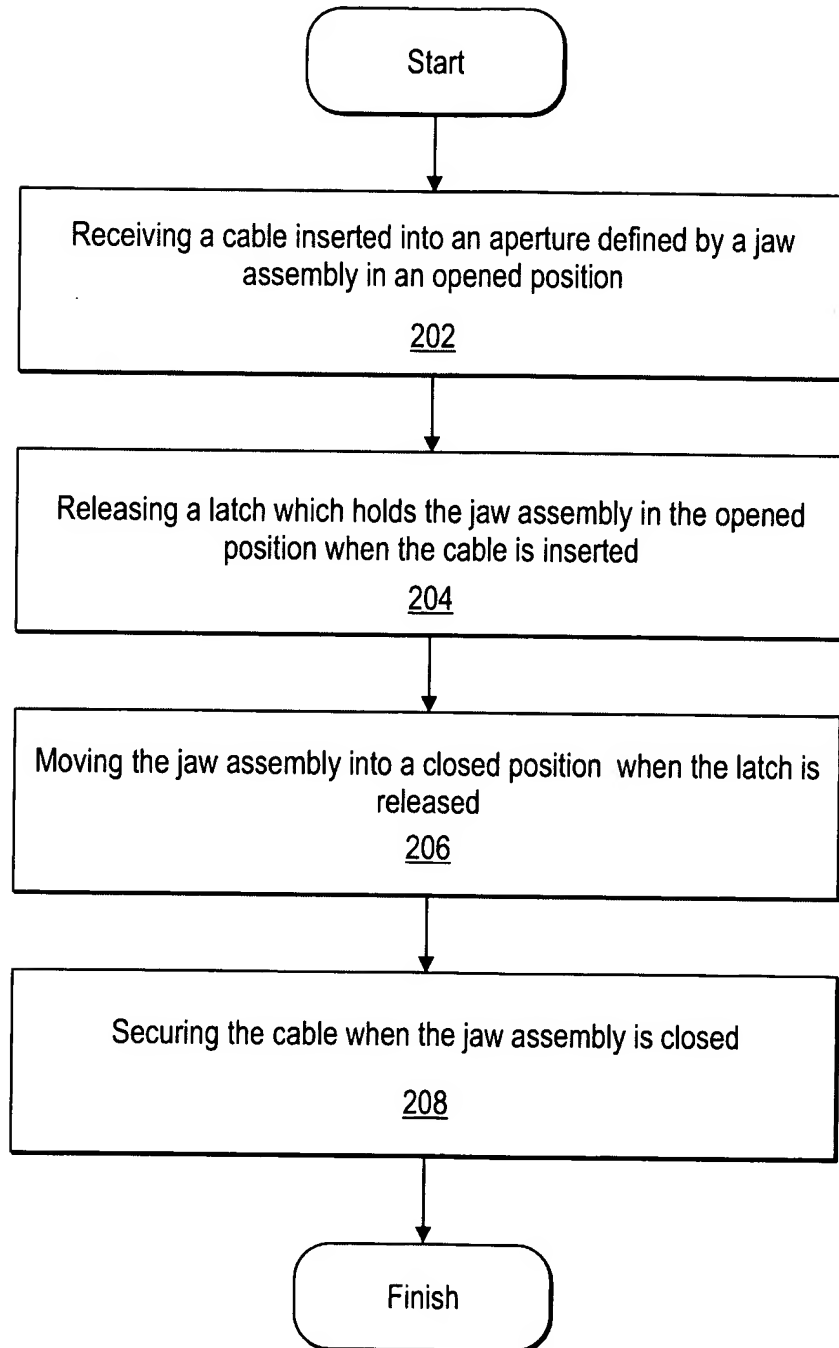 Start
Receiving a cable inserted into an aperture defined by a jaw
assembly in an opened position
202
Releasing a latch which holds the jaw assembly in the opened
position when the cable is inserted
204
Moving the jaw assembly into a closed position when the latch is
released
206
Securing the cable when the jaw assembly is closed
208
Finish